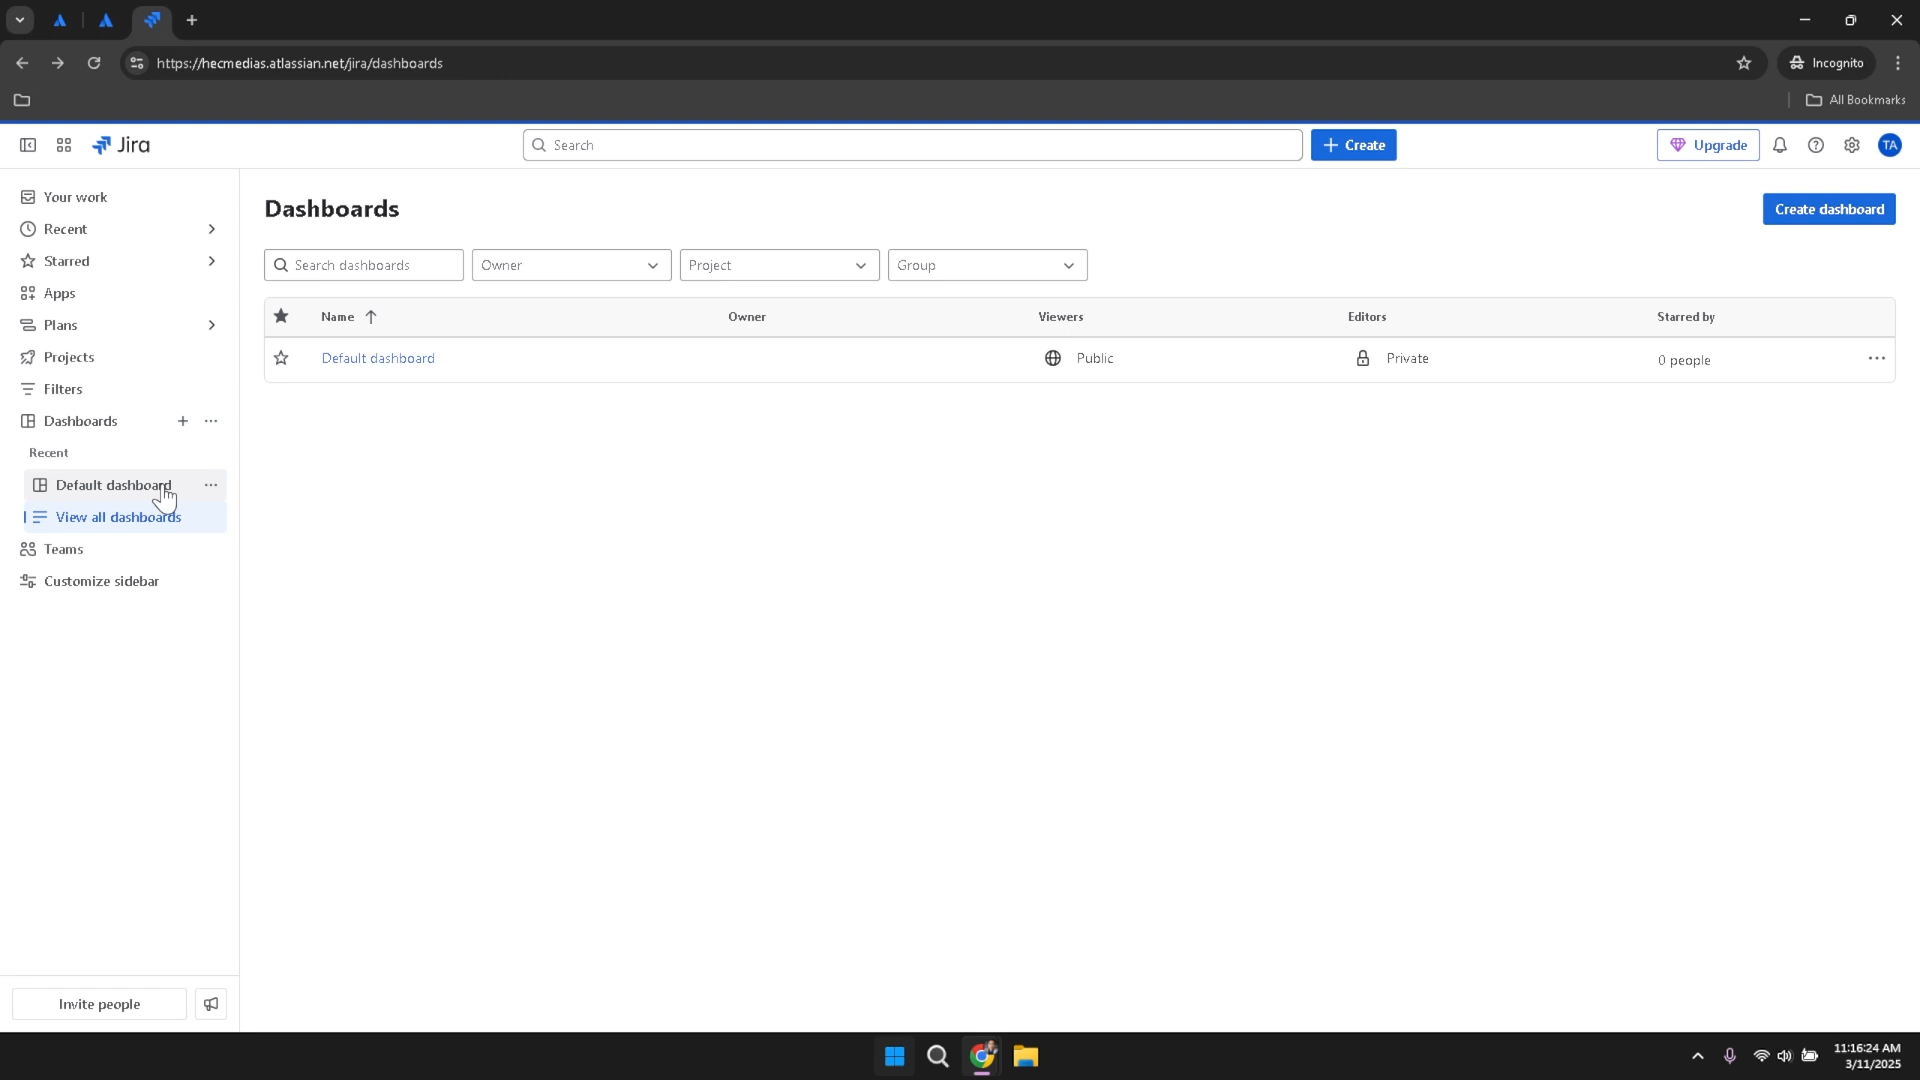 https://hecmedias.atlassian.net/jira/dashboards
Incognito
All Bookmarks
Jira
Search
Create
Upgrade
TA
Your work
Recent
Starred
Apps
Plans
Projects
Filters
Dashboards
Recent
Default dashboard
View all dashboards
Teams
Customize sidebar
Invite people
Dashboards
Create dashboard
Search dashboards
Owner
Project
Group
Name
Owner
Viewers
Editors
Starred by
Default dashboard
Public
Private
0 people
11:16:24 AM
3/11/2025